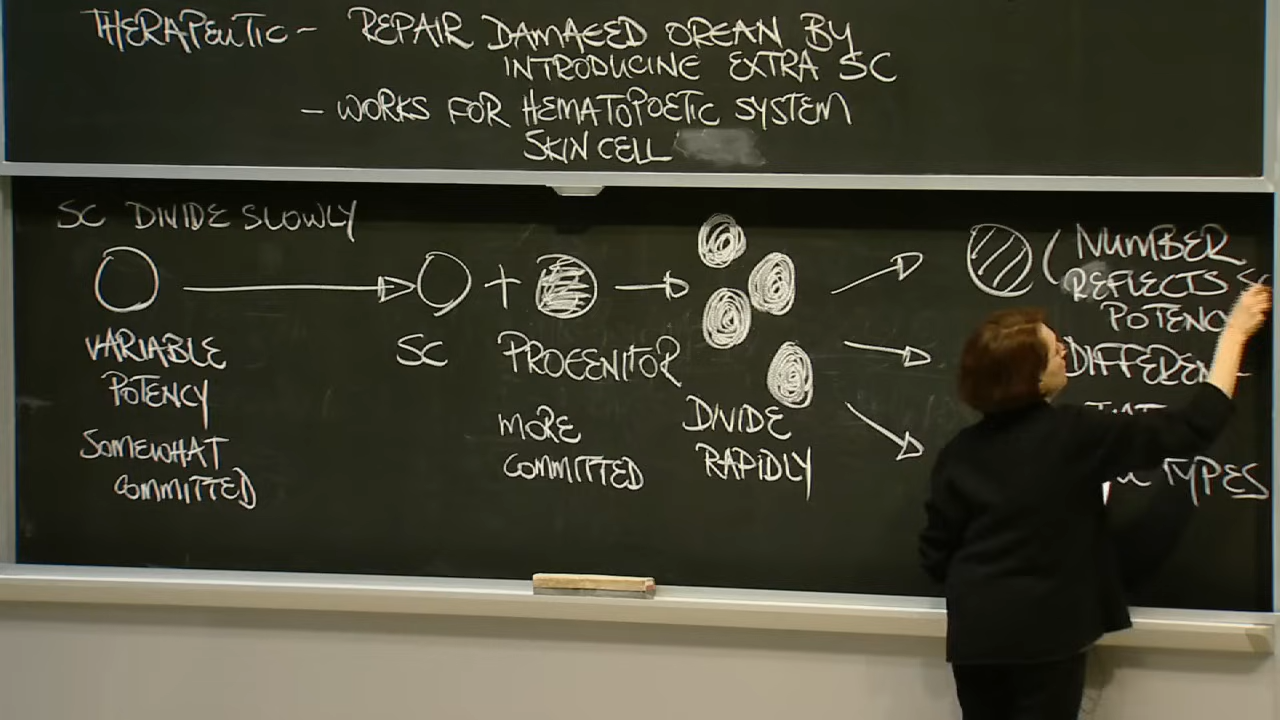 THERAPEUTIC - REPAIR DAMAGED ORGAN BY
INTRODUCING EXTRA SC
- WORKS FOR HEMATOPOETIC SYSTEM
SKIN CELL
SC DIVIDE SLOWLY
VARIABLE
POTENCY
SOMEWHAT
COMMITTED
+
SC
PROGENITOR
MORE
COMMITTED
DIVIDE
RAPIDLY
(NUMBER
REFLECTS
TYPES